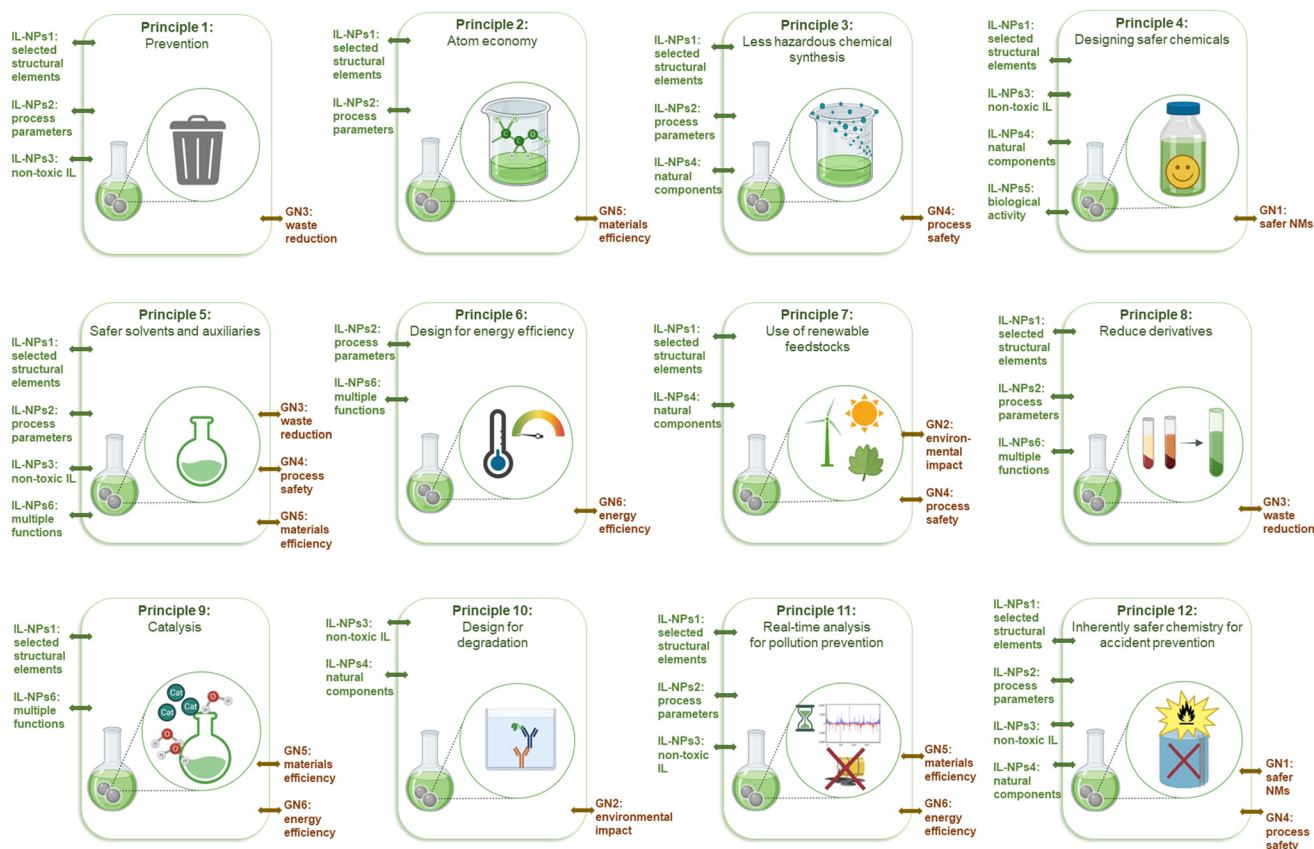 Principle 1:
Prevention
IL-NPs1:
selected
structural
elements
IL-NPs2:
process
parameters
IL-NPs3:
non-toxic IL
GN3:
waste
reduction
Principle 2:
Atom economy
IL-NPs1:
selected
structural
elements
IL-NPs2:
process
parameters
H
H
C
C
O
H
H
H
GN5:
materials
efficiency
Principle 3:
Less hazardous chemical
synthesis
IL-NPs1:
selected
structural
elements
IL-NPs2:
process
parameters
IL-NPs4:
natural
components
GN4:
process
safety
Principle 4:
Designing safer chemicals
IL-NPs1:
selected
structural
elements
IL-NPs3:
non-toxic IL
IL-NPs4:
natural
components
IL-NPs5:
biological
activity
GN1:
safer NMs
Principle 5:
Safer solvents and auxiliaries
IL-NPs1:
selected
structural
elements
IL-NPs2:
process
parameters
IL-NPs3:
non-toxic IL
IL-NPs6:
multiple
functions
GN3:
waste
reduction
GN4:
process
safety
GN5:
materials
efficiency
Principle 6:
Design for energy efficiency
IL-NPs2:
process
parameters
IL-NPs6:
multiple
functions
GN6:
energy
efficiency
Principle 7:
Use of renewable
feedstocks
IL-NPs1:
selected
structural
elements
IL-NPs4:
natural
components
GN2:
environ-
mental
impact
GN4:
process
safety
Principle 8:
Reduce derivatives
IL-NPs1:
selected
structural
elements
IL-NPs2:
process
parameters
IL-NPs6:
multiple
functions
GN3:
waste
reduction
Principle 9:
Catalysis
IL-NPs1:
selected
structural
elements
IL-NPs6:
multiple
functions
Cat
Cat
Cat
O
H
H
O
O
H
H
GN5:
materials
efficiency
GN6:
energy
efficiency
Principle 10:
Design for
degradation
IL-NPs3:
non-toxic IL
IL-NPs4:
natural
components
GN2:
environmental
impact
Principle 11:
Real-time analysis
for pollution prevention
IL-NPs1:
selected
structural
elements
IL-NPs2:
process
parameters
IL-NPs3:
non-toxic
IL
GN5:
materials
efficiency
GN6:
energy
efficiency
Principle 12:
Inherently safer chemistry for
accident prevention
IL-NPs1:
selected
structural
elements
IL-NPs2:
process
parameters
IL-NPs3:
non-toxic IL
IL-NPs4:
natural
components
GN1:
safer
NMs
GN4:
process
safety